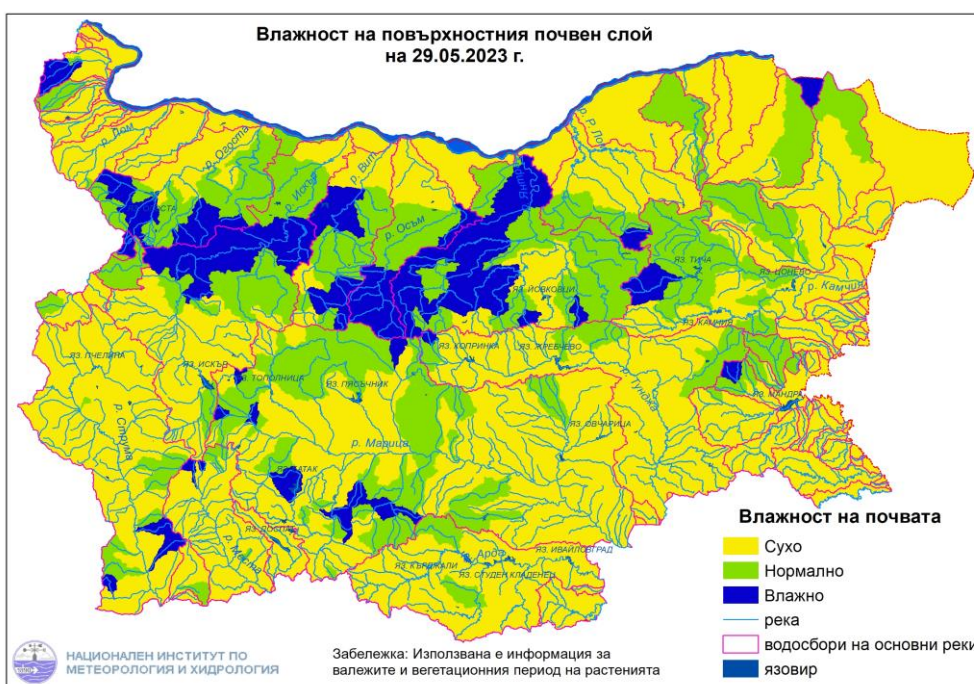 Влажност на повърхностния почвен слой
на 29.05.2023 г.
р. Лом
р. Огоста
р. Искър
р. Вит
р. Осъм
р. Янтра
р. Р. Лом
ЯЗ. ТИЧА
ЯЗ. ЦОНЕВО
р. Камчия
ЯЗ. ЙОВКОВЦИ
ЯЗ. КАМЧИЯ
ЯЗ. КОПРИНКА
ЯЗ. ЖРЕБЧЕВО
ЯЗ. ПЧЕЛИНА
ЯЗ. ИСКЪР
ТОПОЛНИЦА
ЯЗ. ПЯСЪЧНИК
р. Тунджа
ЯЗ. МАНДРА
р. Струма
р. Марица
ЯЗ. ОВЧАРИЦА
ЯЗ. ДОСПАТ
р. Места
р. Арда
ЯЗ. ИВАЙЛОВГРАД
ЯЗ. КЪРДЖАЛИ
ЯЗ. СТУДЕН КЛАДЕНЕЦ
Влажност на почвата
Сухо
Нормално
Влажно
река
водосбори на основни реки
язовир
НАЦИОНАЛЕН ИНСТИТУТ ПО
МЕТЕОРОЛОГИЯ И ХИДРОЛОГИЯ
Забележка: Използвана е информация за
валежите и вегетационния период на растенията